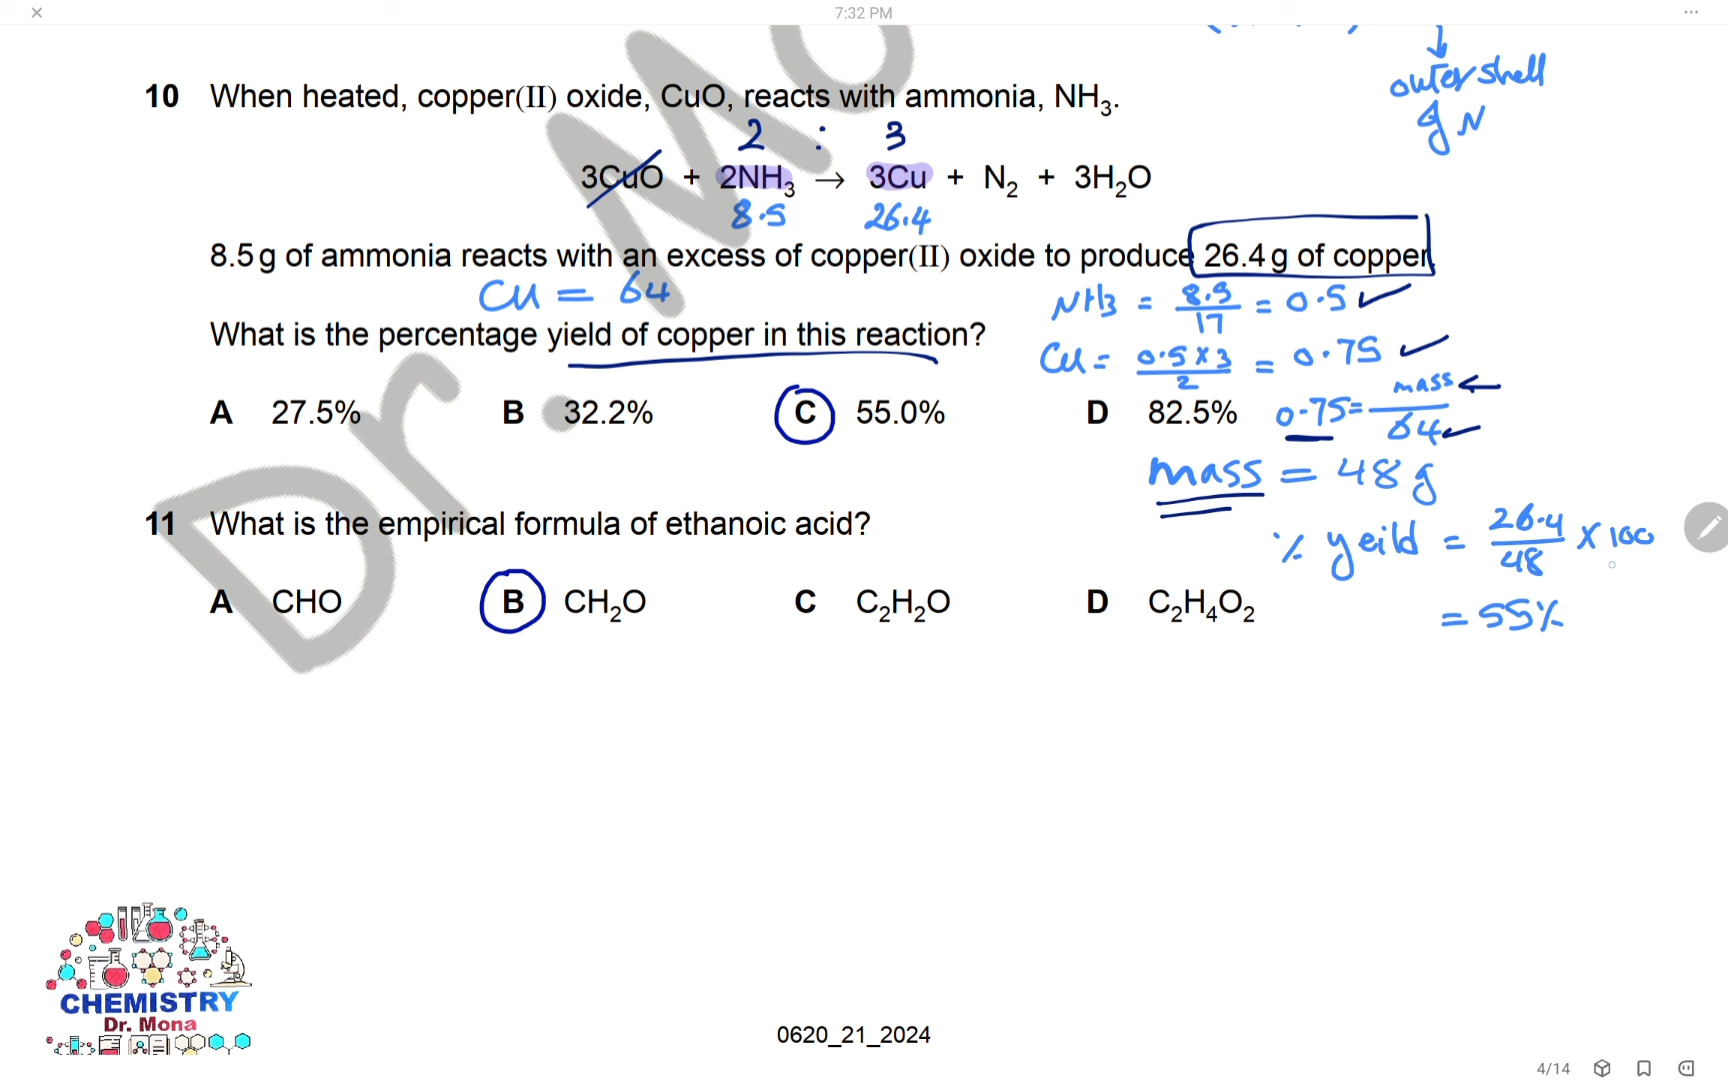 7:32 PM
outer shell
N
10 When heated, copper(II) oxide, CuO, reacts with ammonia, NH₃.
2 : 3
3CuO + 2NH₃ → 3Cu + N₂ + 3H₂O
8.5 26.4
8.5 g of ammonia reacts with an excess of copper(II) oxide to produce 26.4 g of copper.
Cu = 64
NH3 = 8.5/17 = 0.5 ✓
What is the percentage yield of copper in this reaction?
Cu = 0.5×3/2 = 0.75 ✓
A 27.5% B 32.2% C 55.0% D 82.5%
0.75 = mass/64
mass = 48 g
11 What is the empirical formula of ethanoic acid?
% yeild = 26.4/48 × 100
= 55%
A CHO B CH₂O C C₂H₂O D C₂H₄O₂
Dr. Mo
CHEMISTRY
Dr. Mona
0620_21_2024
4/14